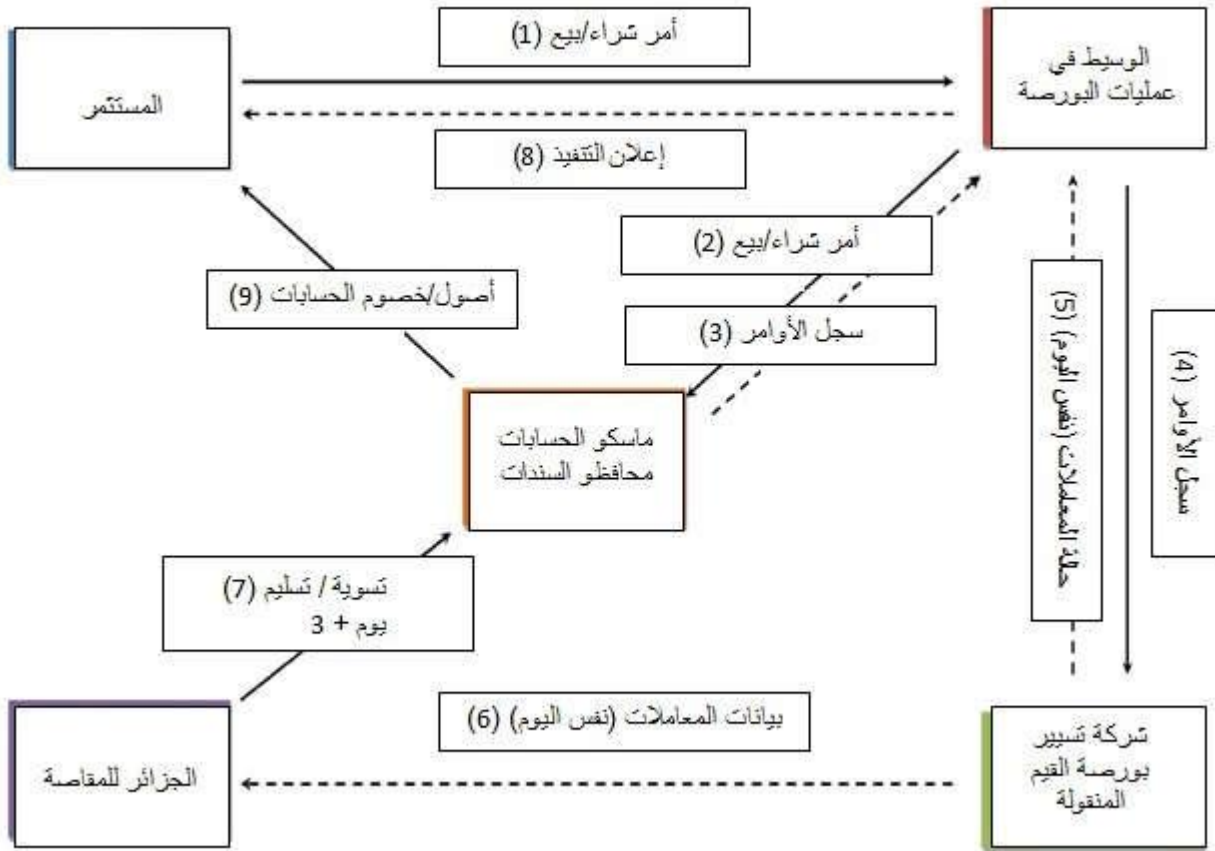 أمر شراء/بيع (1)
الوسيط في
عمليات البورصة
المستثمر
إعلان التنفيذ (8)
أمر شراء/بيع (2)
أصول/خصوم الحسابات (9)
سجل الأوامر (3)
حالة المعاملات (نفس اليوم) (5)
سجل الأوامر (4)
ماسكو الحسابات
محافظو السندات
تسوية / تسليم (7)
يوم + 3
بيانات المعاملات (نفس اليوم) (6)
الجزائر للمقاصة
شركة تسيير
بورصة القيم
المنقولة